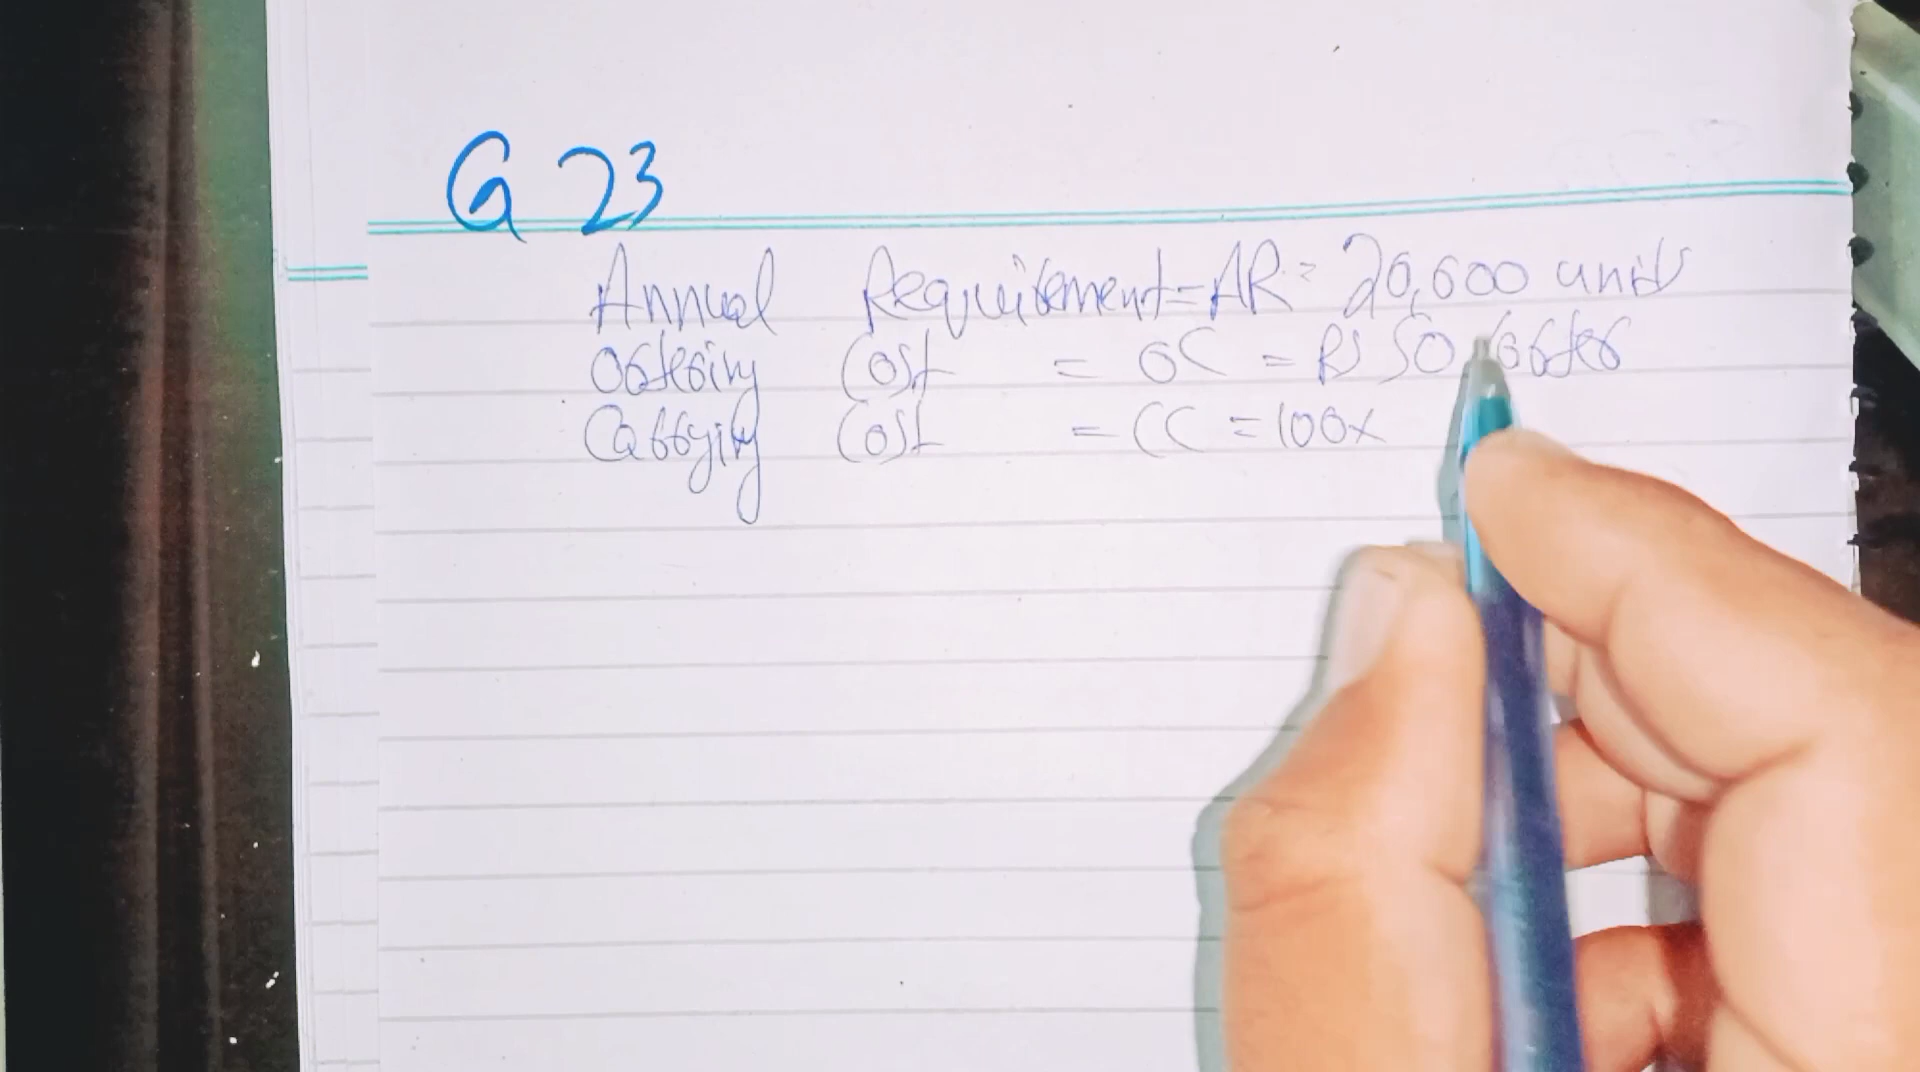 Q 23
Annual Requirement = AR = 20,000 units
Ordering Cost = OC = RS 50 /order
Carrying Cost = CC = 100x